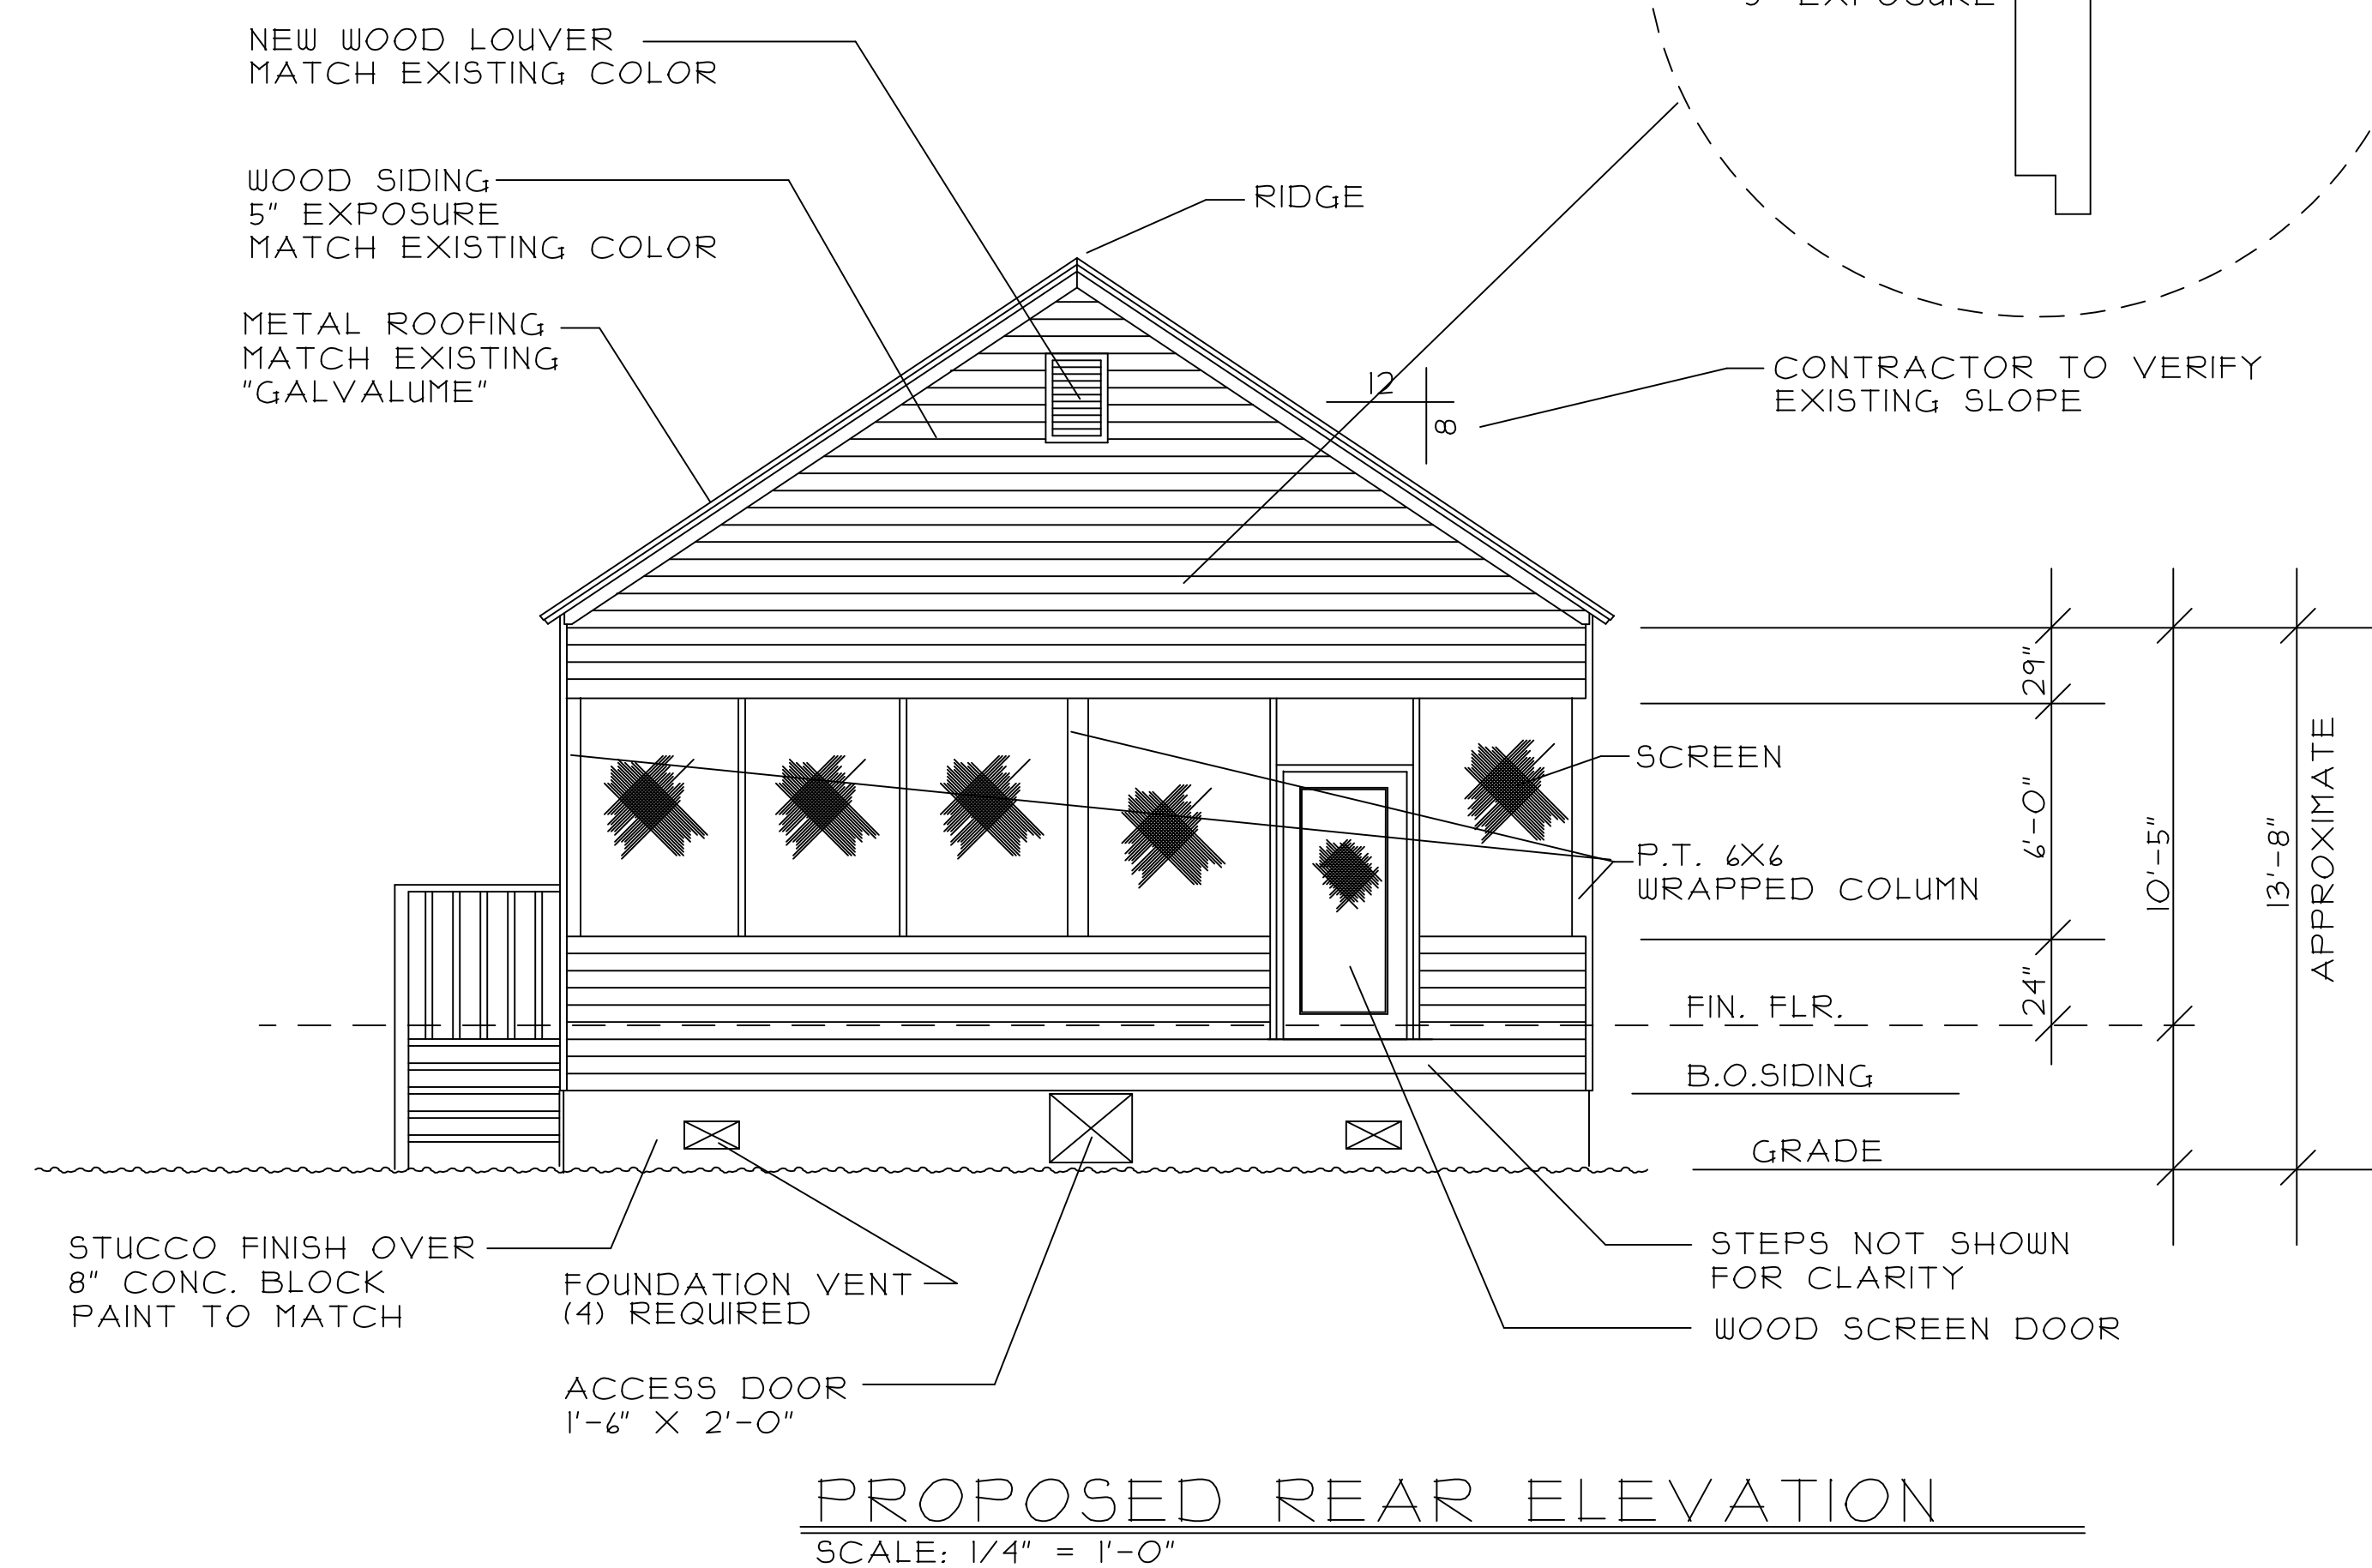 5" EXPOSURE
NEW WOOD LOUVER
MATCH EXISTING COLOR
WOOD SIDING
5" EXPOSURE
MATCH EXISTING COLOR
RIDGE
METAL ROOFING
MATCH EXISTING
"GALVALUME"
12
8
CONTRACTOR TO VERIFY
EXISTING SLOPE
29"
SCREEN
6'-0"
10'-5"
13'-8"
APPROXIMATE
P.T. 6X6
WRAPPED COLUMN
24"
FIN. FLR.
B.O.SIDING
GRADE
STUCCO FINISH OVER
8" CONC. BLOCK
PAINT TO MATCH
FOUNDATION VENT
(4) REQUIRED
STEPS NOT SHOWN
FOR CLARITY
WOOD SCREEN DOOR
ACCESS DOOR
1'-6" X 2'-0"
PROPOSED REAR ELEVATION
SCALE: 1/4" = 1'-0"